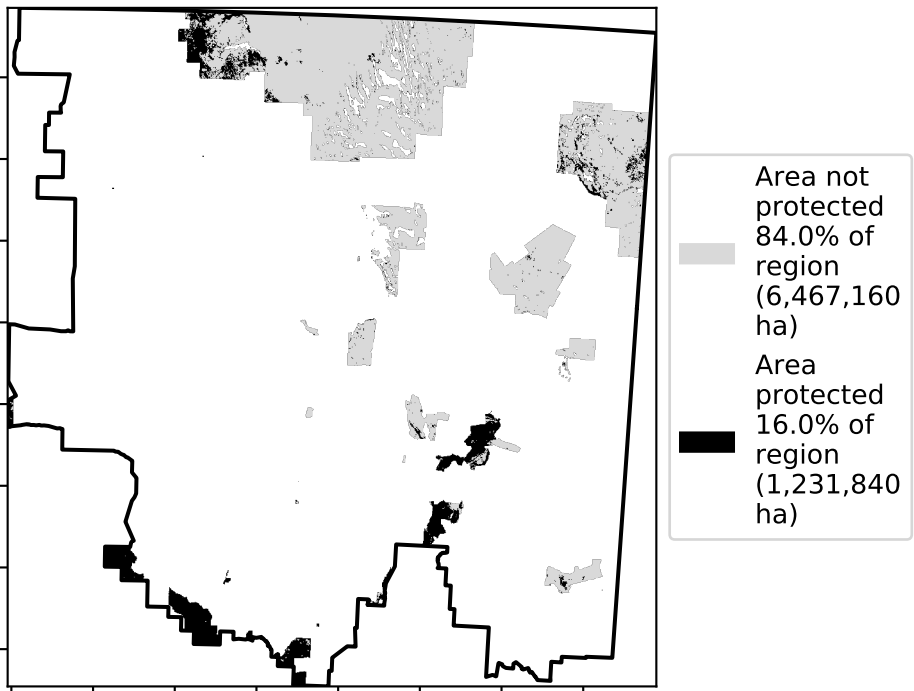 Area not
protected
84.0% of
region
(6,467,160
ha)
Area
protected
16.0% of
region
(1,231,840
ha)